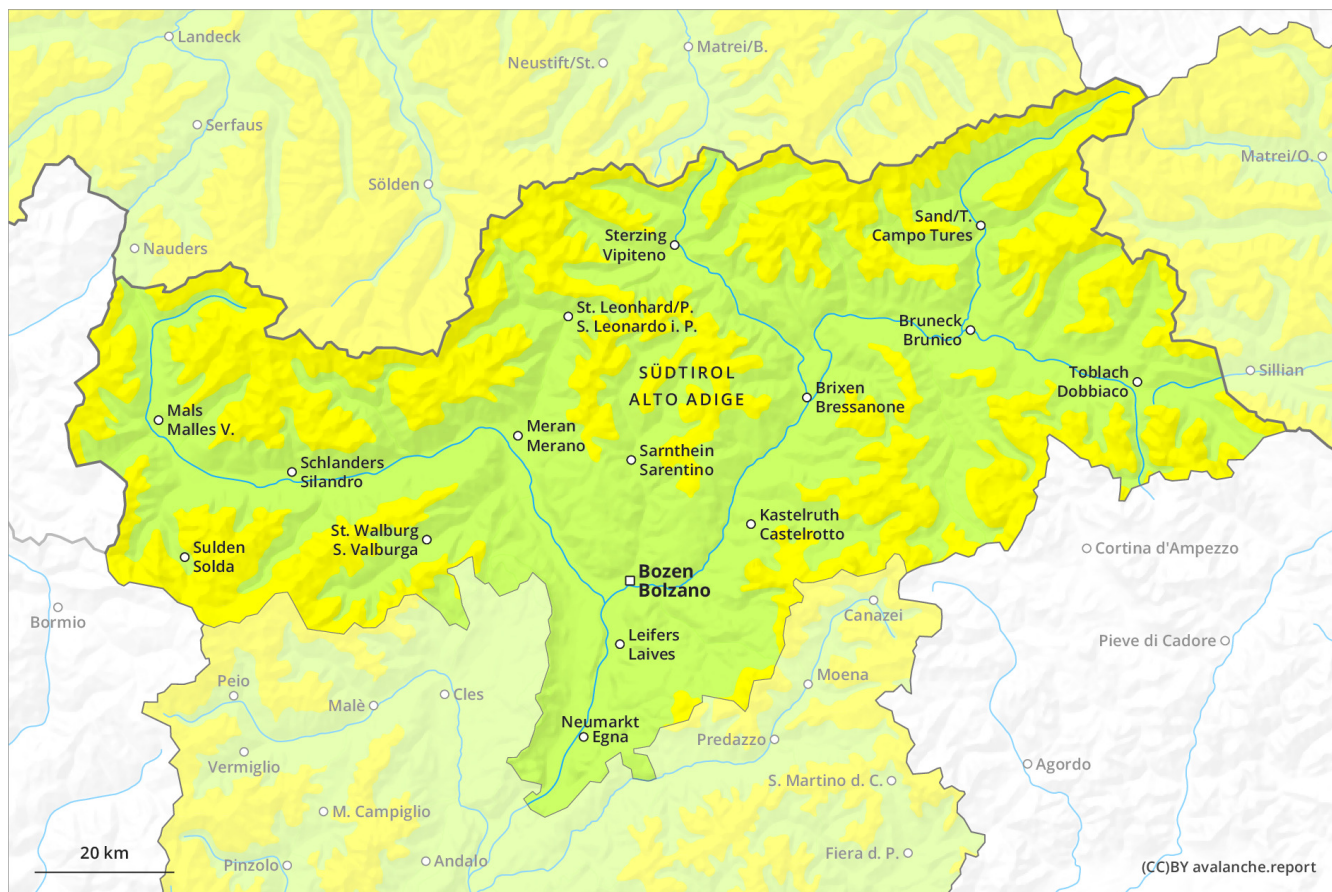 Landeck
Matrei/B.
Neustift/St.
Serfaus
Matrei/O.
Sölden
Sand/T.
Campo Tures
Sterzing
Vipiteno
Nauders
St. Leonhard/P.
S. Leonardo i. P.
Bruneck
Brunico
SÜDTIROL
ALTO ADIGE
Toblach
Dobbiaco
Sillian
Brixen
Bressanone
Mals
Malles V.
Meran
Merano
Sarnthein
Sarentino
Schlanders
Silandro
Kastelruth
Castelrotto
St. Walburg
S. Valburga
Sulden
Solda
Cortina d'Ampezzo
Bozen
Bolzano
Bormio
Canazei
Leifers
Laives
Pieve di Cadore
Peio
Moena
Malè
Cles
Neumarkt
Egna
Predazzo
Vermiglio
Agordo
S. Martino d. C.
M. Campiglio
20 km
Andalo
Fiera d. P.
Pinzolo
(CC)BY avalanche.report